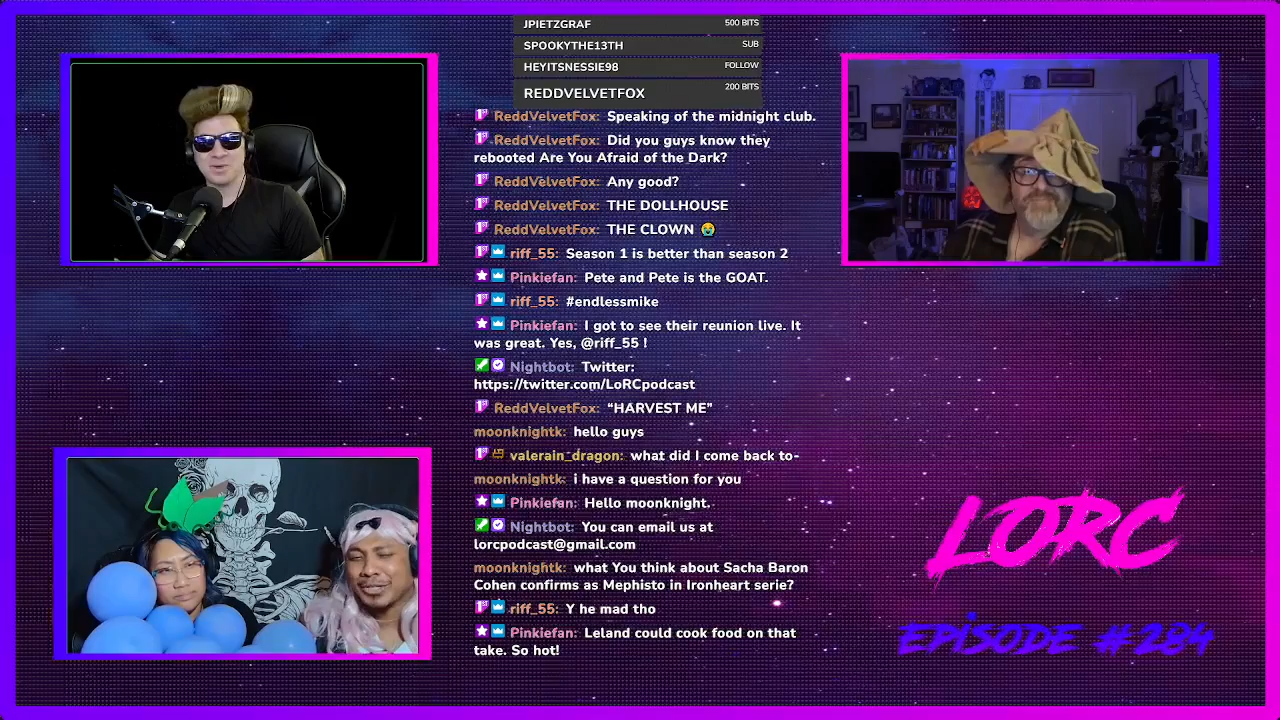 JPIETZGRAF 500 BITS
SPOOKYTHE13TH SUB
HEYITSNESSIE98 FOLLOW
REDDVELVETFOX 200 BITS
ReddVelvetFox: Speaking of the midnight club.
ReddVelvetFox: Did you guys know they
rebooted Are You Afraid of the Dark?
ReddVelvetFox: Any good?
ReddVelvetFox: THE DOLLHOUSE
ReddVelvetFox: THE CLOWN 😭
riff_55: Season 1 is better than season 2
Pinkiefan: Pete and Pete is the GOAT.
riff_55: #endlessmike
Pinkiefan: I got to see their reunion live. It
was great. Yes, @riff_55 !
Nightbot: Twitter:
https://twitter.com/LoRCpodcast
ReddVelvetFox: “HARVEST ME”
moonknightk: hello guys
valerain_dragon: what did I come back to-
moonknightk: i have a question for you
Pinkiefan: Hello moonknight.
Nightbot: You can email us at
lorcpodcast@gmail.com
moonknightk: what You think about Sacha Baron
Cohen confirms as Mephisto in Ironheart serie?
riff_55: Y he mad tho
Pinkiefan: Leland could cook food on that
take. So hot!
LORC
EPISODE #284